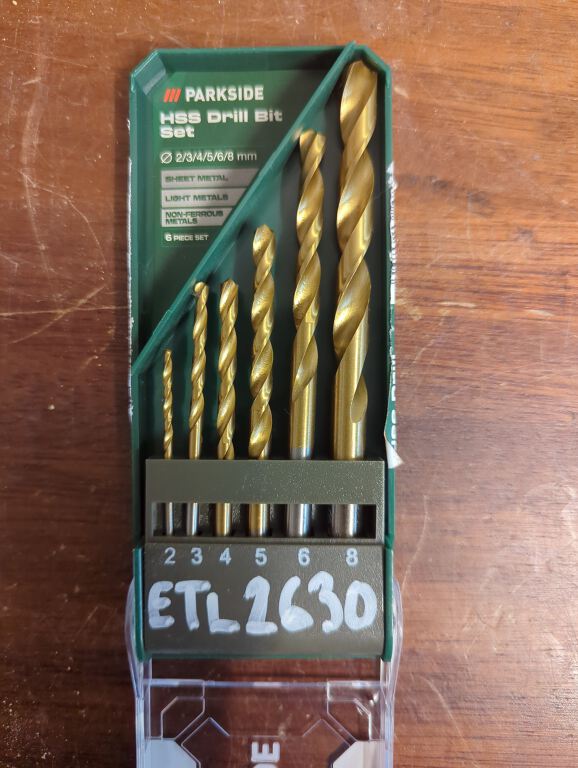 PARKSIDE
HSS Drill Bit
Set
Ø 2/3/4/5/6/8 mm
SHEET METAL
LIGHT METALS
NON-FERROUS
METALS
6 PIECE SET
2 3 4 5 6 8
ETL2630
DE